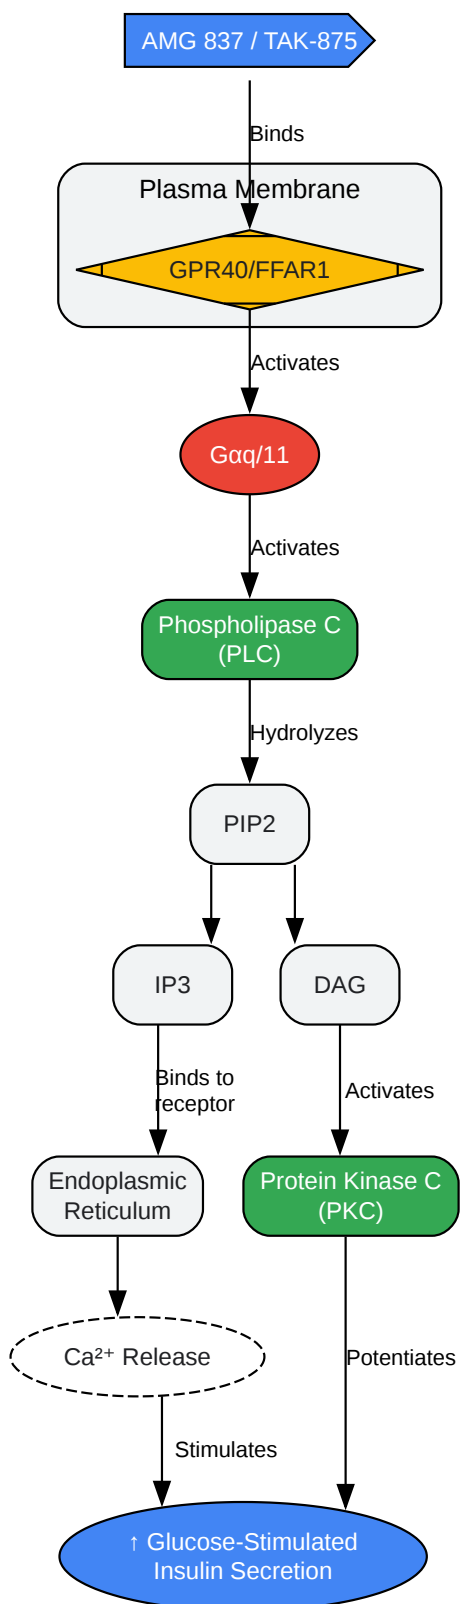 AMG 837 / TAK-875
Binds
Plasma Membrane
GPR40/FFAR1
Activates
Gαq/11
Activates
Phospholipase C
(PLC)
Hydrolyzes
PIP2
IP3
DAG
Binds to
receptor
Activates
Endoplasmic
Reticulum
Protein Kinase C
(PKC)
Ca²⁺ Release
Potentiates
Stimulates
↑ Glucose-Stimulated
Insulin Secretion